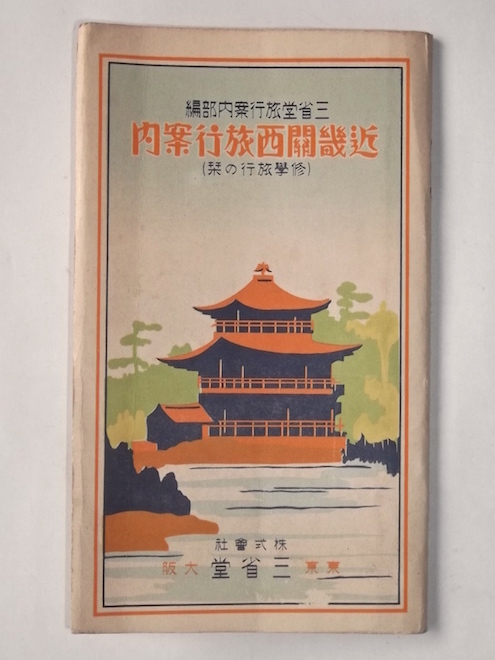 三省堂旅行案内部編
近畿關西旅行案内
(修學旅行の栞)
株式會社
東京 三省堂 大阪